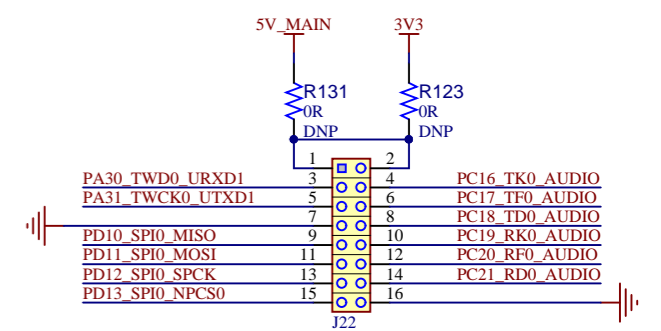 5V_MAIN 3V3
R131 R123
0R 0R
DNP DNP
1 2
PA30_TWD0_URXD1 3 4 PC16_TK0_AUDIO
PA31_TWCK0_UTXD1 5 6 PC17_TF0_AUDIO
7 8 PC18_TD0_AUDIO
PD10_SPI0_MISO 9 10 PC19_RK0_AUDIO
PD11_SPI0_MOSI 11 12 PC20_RF0_AUDIO
PD12_SPI0_SPCK 13 14 PC21_RD0_AUDIO
PD13_SPI0_NPCS0 15 16
J22